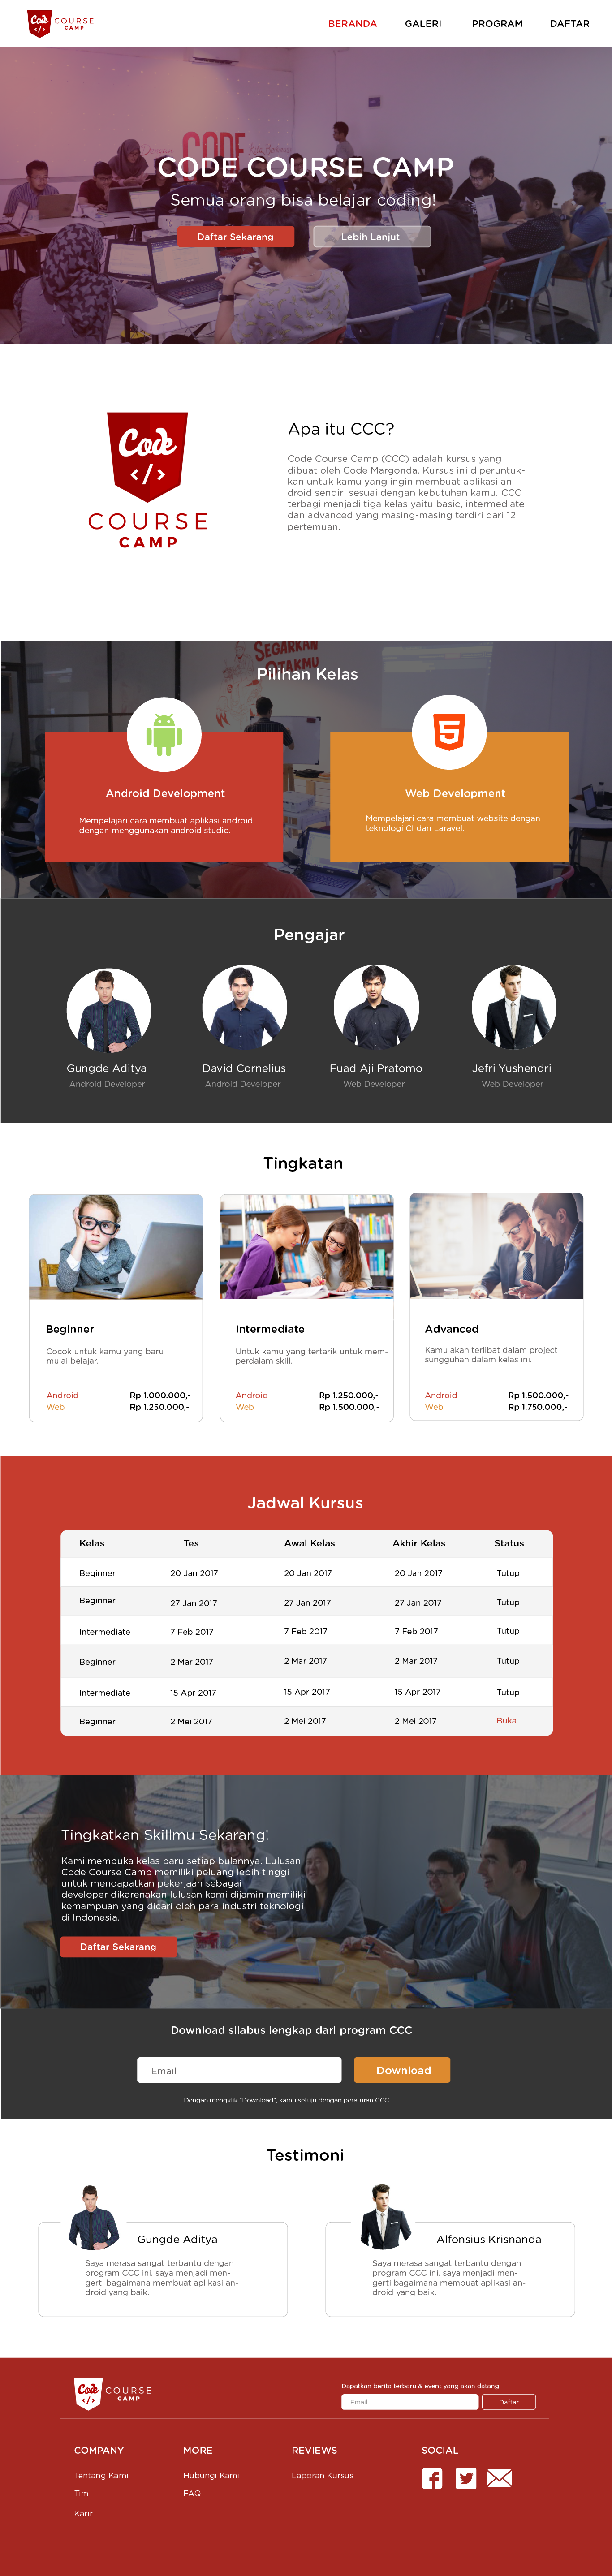 Code
</>
COURSE
CAMP
BERANDA GALERI PROGRAM DAFTAR
CODE
CODE COURSE CAMP
Semua orang bisa belajar coding!
Daftar Sekarang Lebih Lanjut
Code
</>
COURSE
CAMP
Apa itu CCC?
Code Course Camp (CCC) adalah kursus yang
dibuat oleh Code Margonda. Kursus ini diperuntuk-
kan untuk kamu yang ingin membuat aplikasi an-
droid sendiri sesuai dengan kebutuhan kamu. CCC
terbagi menjadi tiga kelas yaitu basic, intermediate
dan advanced yang masing-masing terdiri dari 12
pertemuan.
SEGARKAN
OTAKMU
Pilihan Kelas
5
Android Development
Mempelajari cara membuat aplikasi android
dengan menggunakan android studio.
Web Development
Mempelajari cara membuat website dengan
teknologi CI dan Laravel.
Pengajar
Gungde Aditya David Cornelius Fuad Aji Pratomo Jefri Yushendri
Android Developer Android Developer Web Developer Web Developer
Tingkatan
Beginner
Cocok untuk kamu yang baru
mulai belajar.
Android Rp 1.000.000,-
Web Rp 1.250.000,-
Intermediate
Untuk kamu yang tertarik untuk mem-
perdalam skill.
Android Rp 1.250.000,-
Web Rp 1.500.000,-
Advanced
Kamu akan terlibat dalam project
sungguhan dalam kelas ini.
Android Rp 1.500.000,-
Web Rp 1.750.000,-
Jadwal Kursus
Kelas Tes Awal Kelas Akhir Kelas Status
Beginner 20 Jan 2017 20 Jan 2017 20 Jan 2017 Tutup
Beginner 27 Jan 2017 27 Jan 2017 27 Jan 2017 Tutup
Intermediate 7 Feb 2017 7 Feb 2017 7 Feb 2017 Tutup
Beginner 2 Mar 2017 2 Mar 2017 2 Mar 2017 Tutup
Intermediate 15 Apr 2017 15 Apr 2017 15 Apr 2017 Tutup
Beginner 2 Mei 2017 2 Mei 2017 2 Mei 2017 Buka
Tingkatkan Skillmu Sekarang!
Kami membuka kelas baru setiap bulannya. Lulusan
Code Course Camp memiliki peluang lebih tinggi
untuk mendapatkan pekerjaan sebagai
developer dikarenakan lulusan kami dijamin memiliki
kemampuan yang dicari oleh para industri teknologi
di Indonesia.
Daftar Sekarang
Download silabus lengkap dari program CCC
Email Download
Dengan mengklik "Download", kamu setuju dengan peraturan CCC.
Testimoni
Gungde Aditya
Saya merasa sangat terbantu dengan
program CCC ini. saya menjadi men-
gerti bagaimana membuat aplikasi an-
droid yang baik.
Alfonsius Krisnanda
Saya merasa sangat terbantu dengan
program CCC ini. saya menjadi men-
gerti bagaimana membuat aplikasi an-
droid yang baik.
Code
</>
COURSE
CAMP
Dapatkan berita terbaru & event yang akan datang
Email Daftar
COMPANY MORE REVIEWS SOCIAL
Tentang Kami Hubungi Kami Laporan Kursus
Tim FAQ
Karir